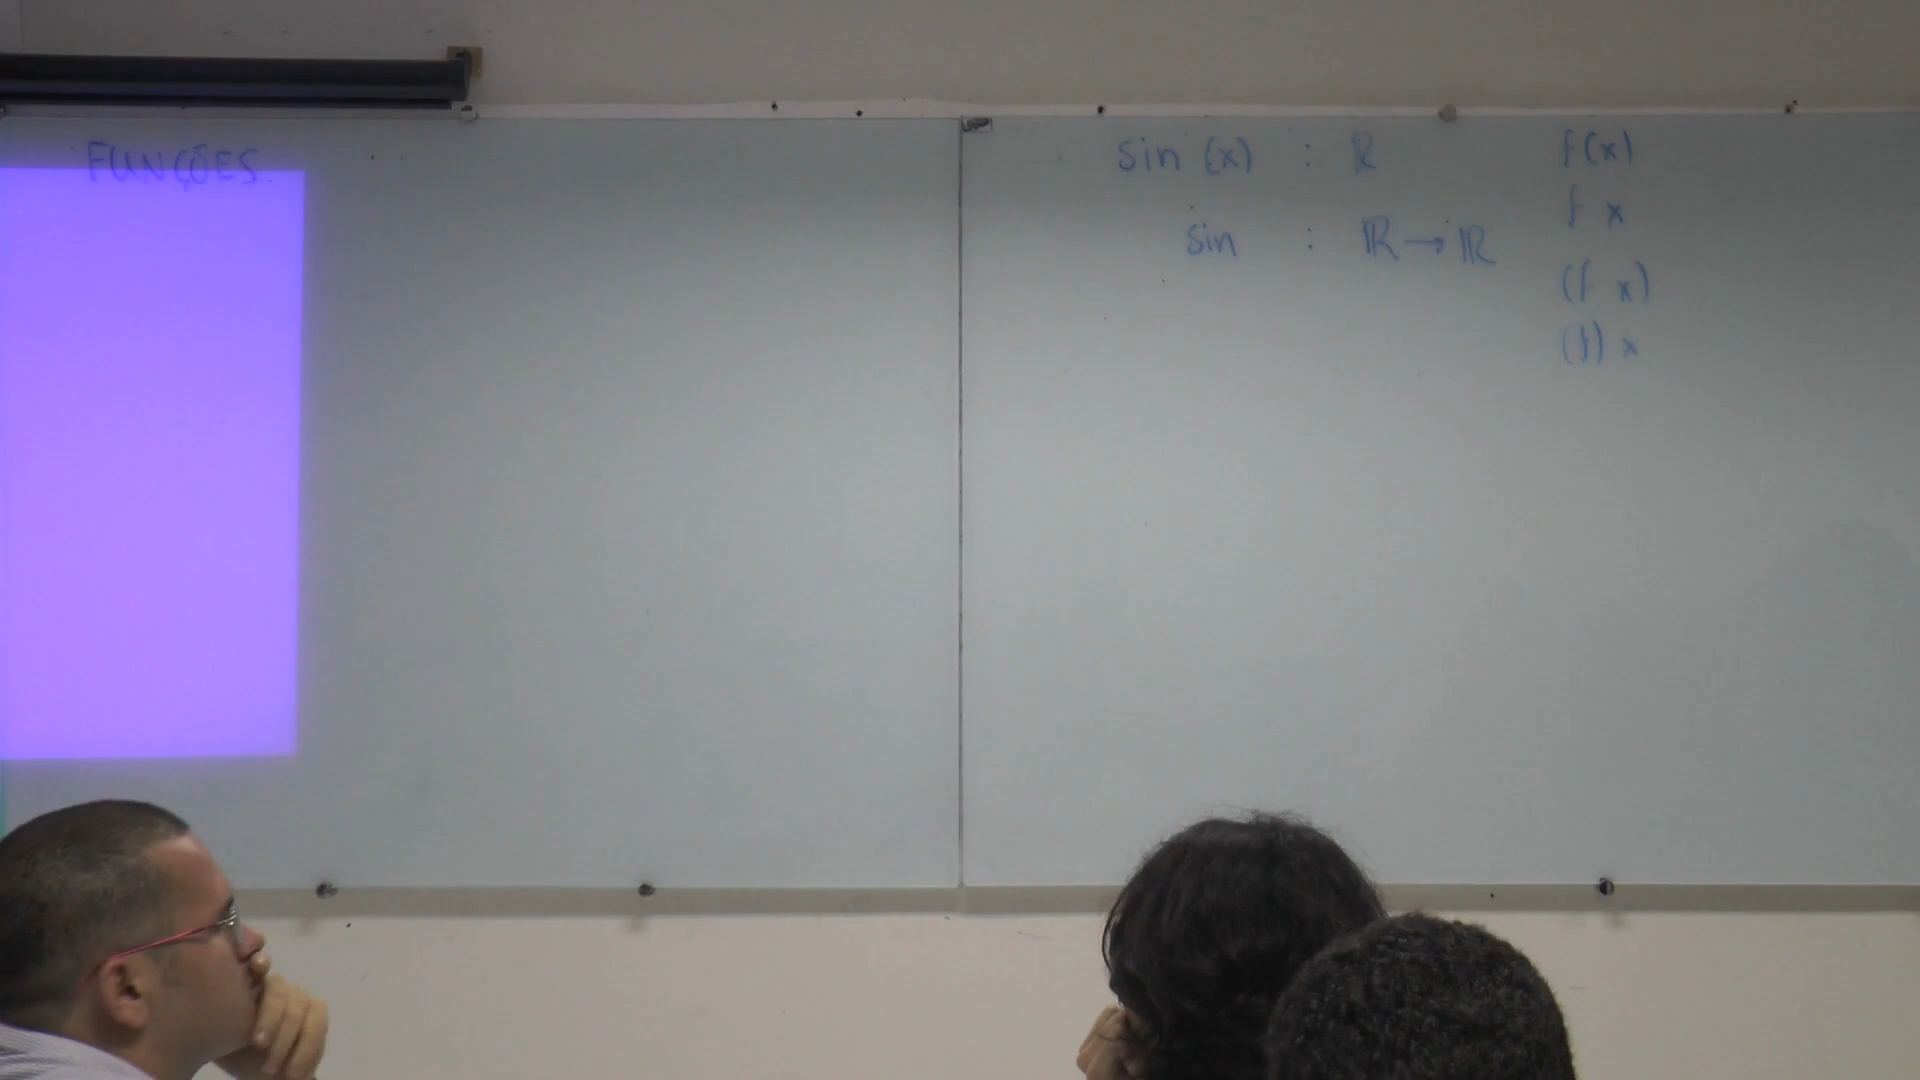 FUNÇÕES.
sin (x) : ℝ
sin : ℝ → ℝ
f(x)
f x
(f x)
(f) x